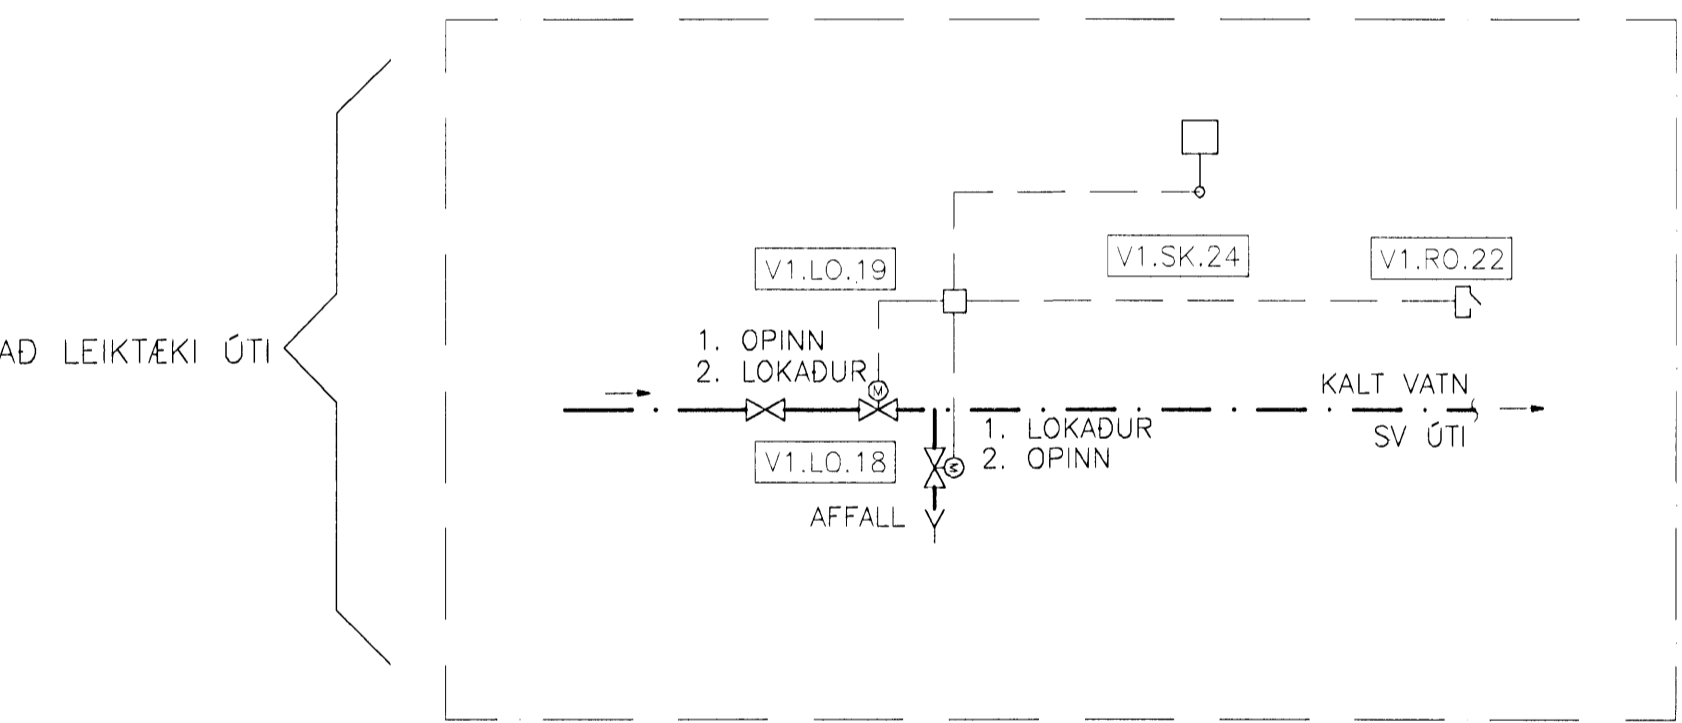 AÐ LEIKTÆKI ÚTI
V1.LO.19
V1.SK.24
V1.RO.22
1. OPINN
2. LOKAÐUR
M
KALT VATN
SV ÚTI
V1.LO.18
M
1. LOKAÐUR
2. OPINN
AFFALL